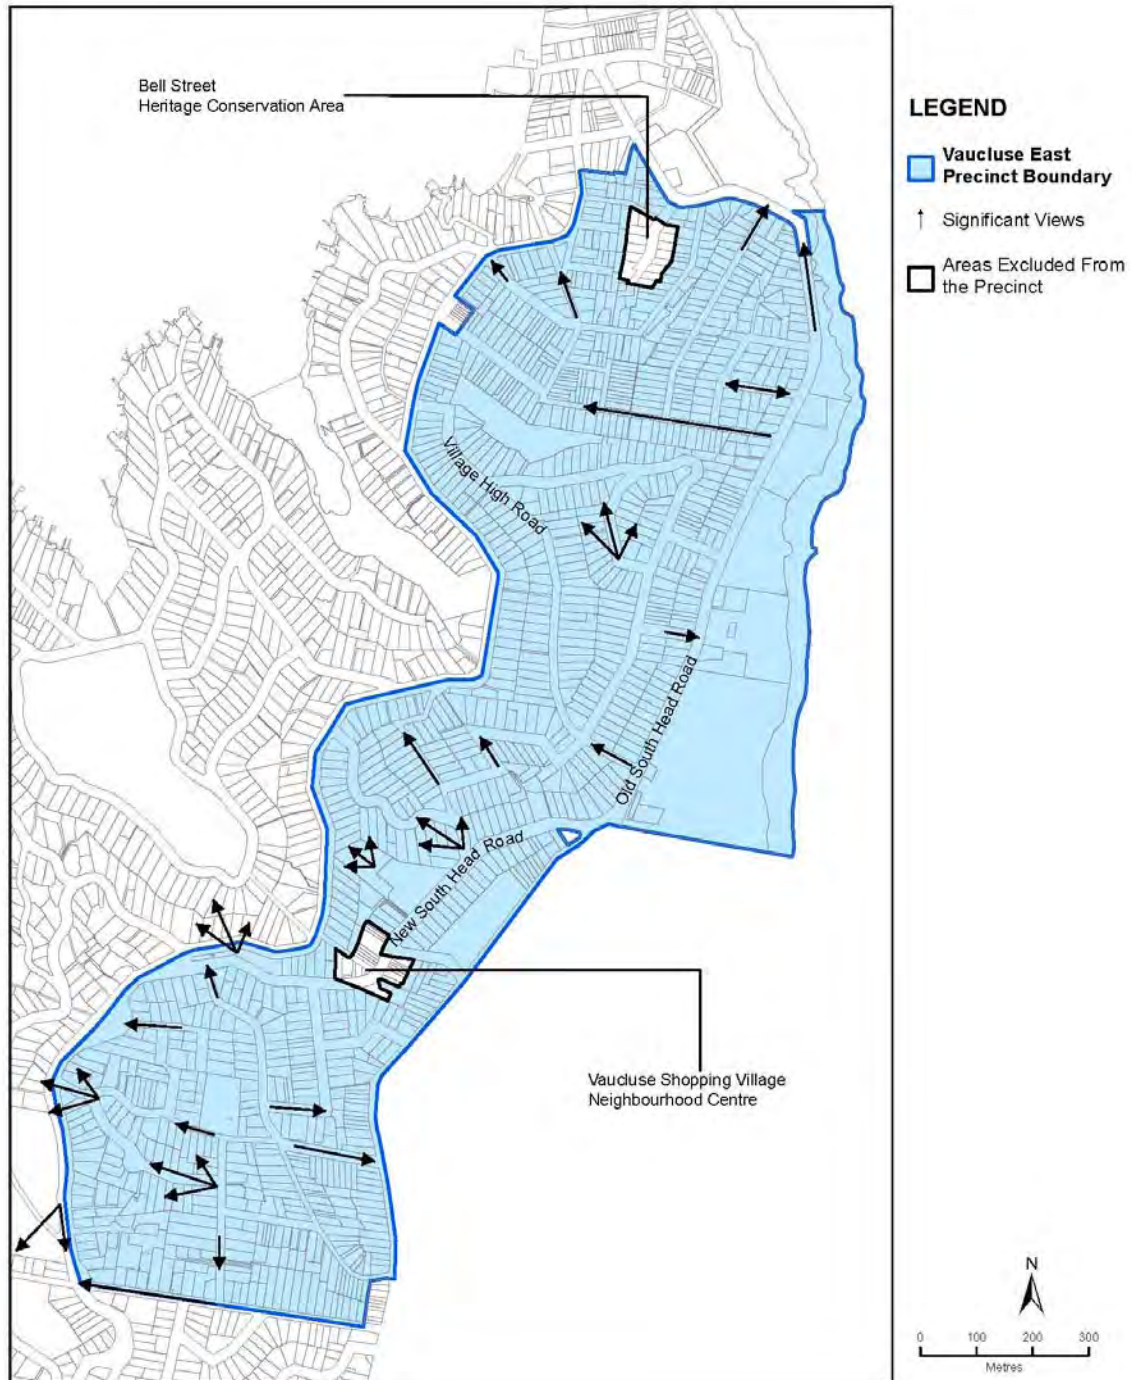 Bell Street
Heritage Conservation Area
LEGEND
Vaucluse East
Precinct Boundary
Significant Views
Areas Excluded From
the Precinct
Village High Road
Old South Head Road
New South Head Road
Vaucluse Shopping Village
Neighbourhood Centre
N
0 100 200 300
Metres